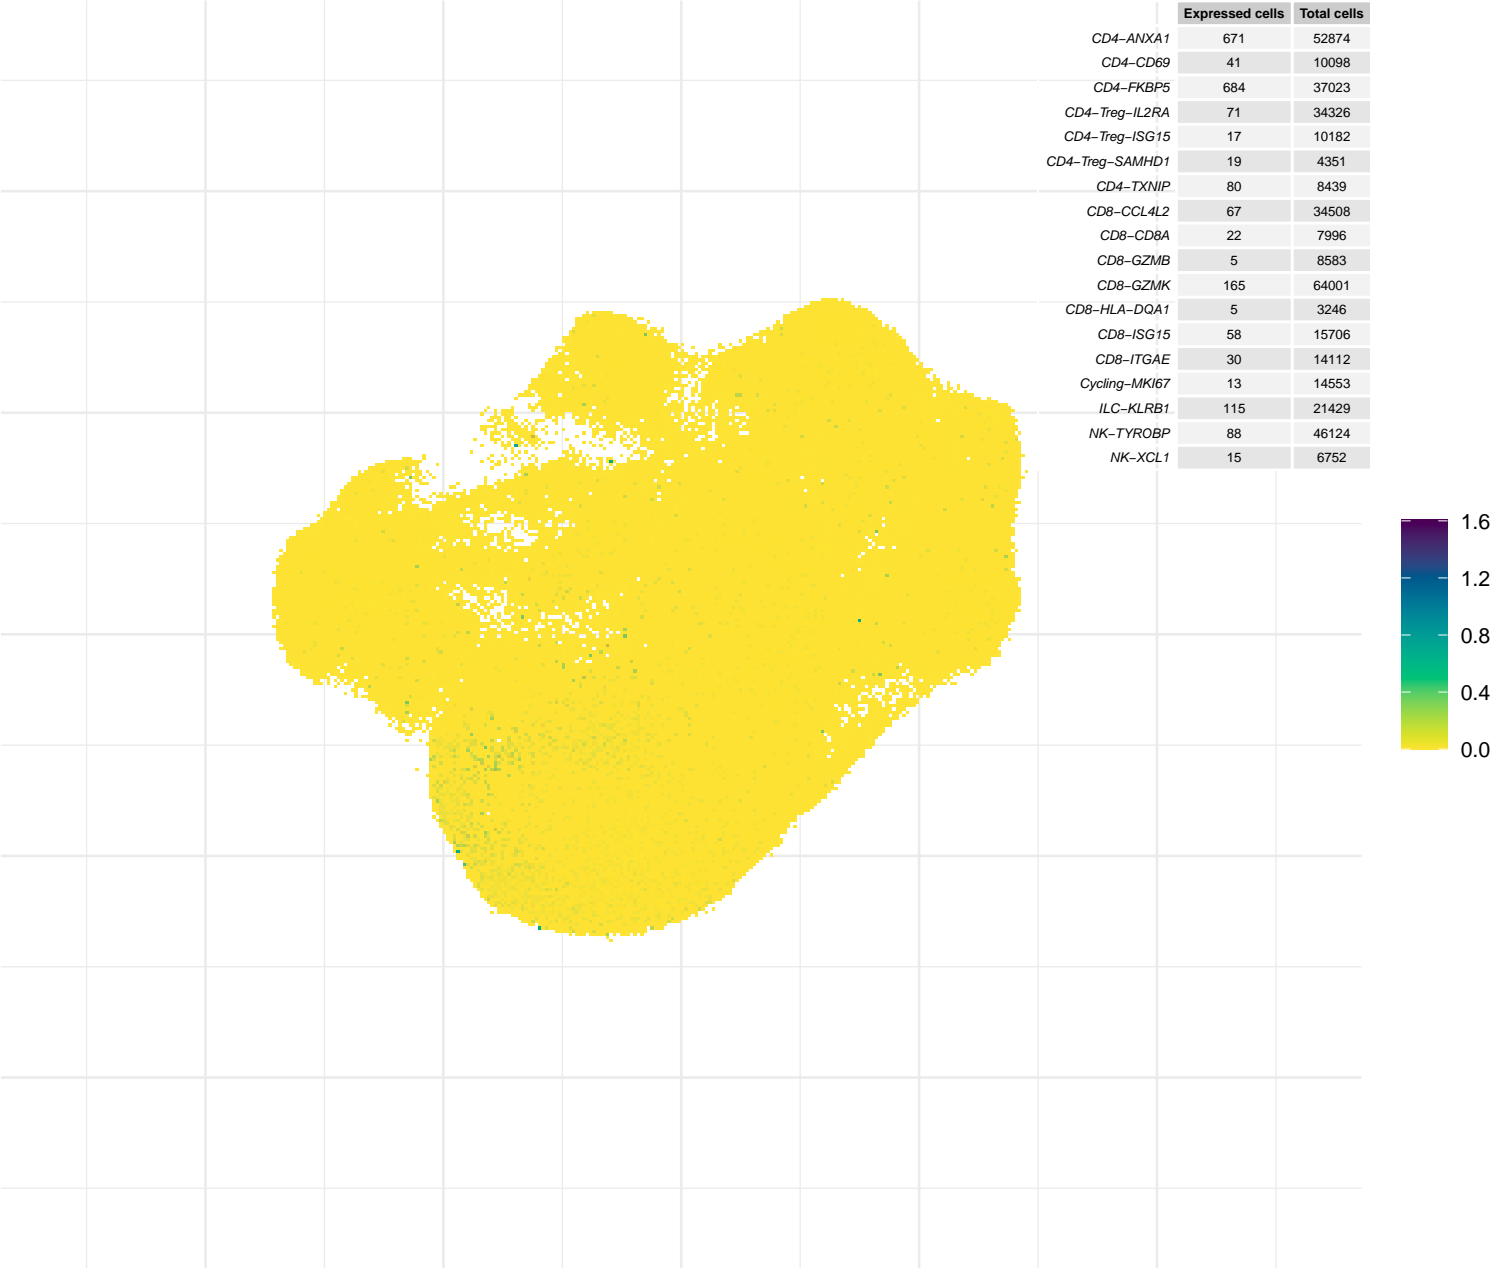 Expressed cells Total cells
CD4−ANXA1 671 52874
CD4−CD69 41 10098
CD4−FKBP5 684 37023
CD4−Treg−IL2RA 71 34326
CD4−Treg−ISG15 17 10182
CD4−Treg−SAMHD1 19 4351
CD4−TXNIP 80 8439
CD8−CCL4L2 67 34508
CD8−CD8A 22 7996
CD8−GZMB 5 8583
CD8−GZMK 165 64001
CD8−HLA−DQA1 5 3246
CD8−ISG15 58 15706
CD8−ITGAE 30 14112
Cycling−MKI67 13 14553
ILC−KLRB1 115 21429
NK−TYROBP 88 46124
NK−XCL1 15 6752
1.6
1.2
0.8
0.4
0.0